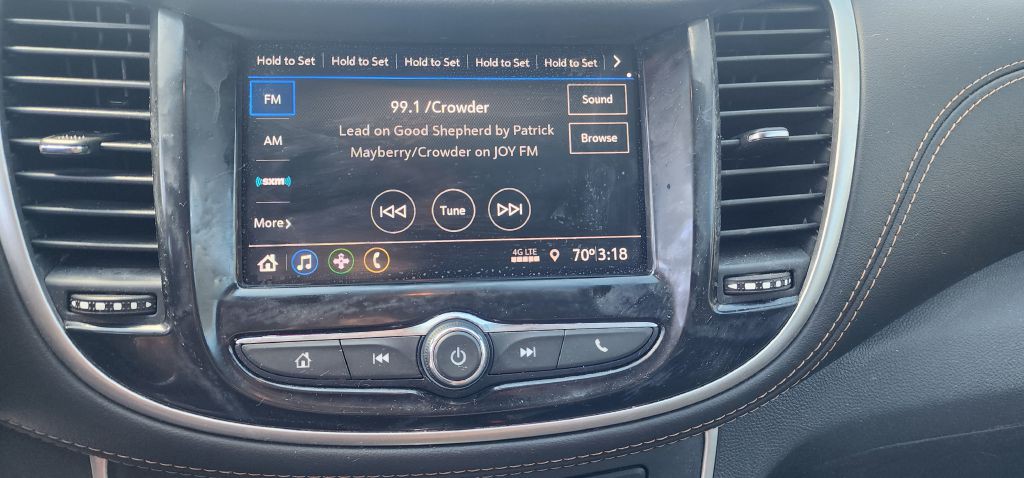 Hold to Set Hold to Set Hold to Set Hold to Set Hold to Set
FM
99.1 /Crowder
Sound
Lead on Good Shepherd by Patrick
Mayberry/Crowder on JOY FM
AM
Browse
sxm
More
Tune
4G LTE
70° 3:18